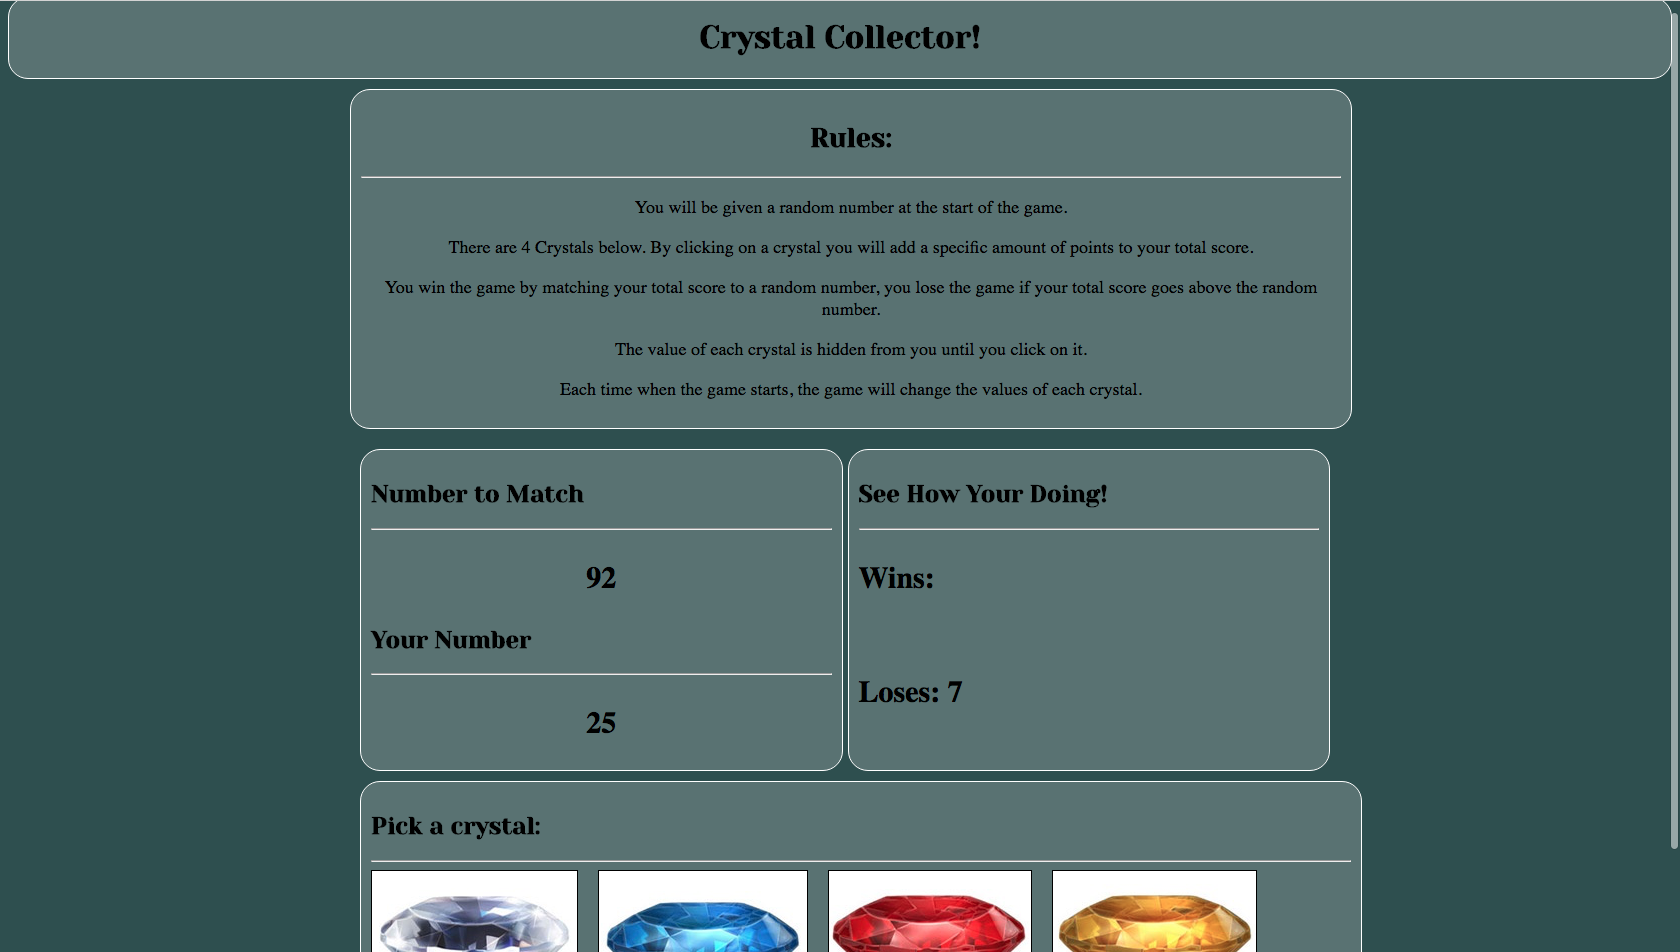 Crystal Collector!
Rules:
You will be given a random number at the start of the game.
There are 4 Crystals below. By clicking on a crystal you will add a specific amount of points to your total score.
You win the game by matching your total score to a random number, you lose the game if your total score goes above the random
number.
The value of each crystal is hidden from you until you click on it.
Each time when the game starts, the game will change the values of each crystal.
Number to Match
92
Your Number
25
See How Your Doing!
Wins:
Loses: 7
Pick a crystal: